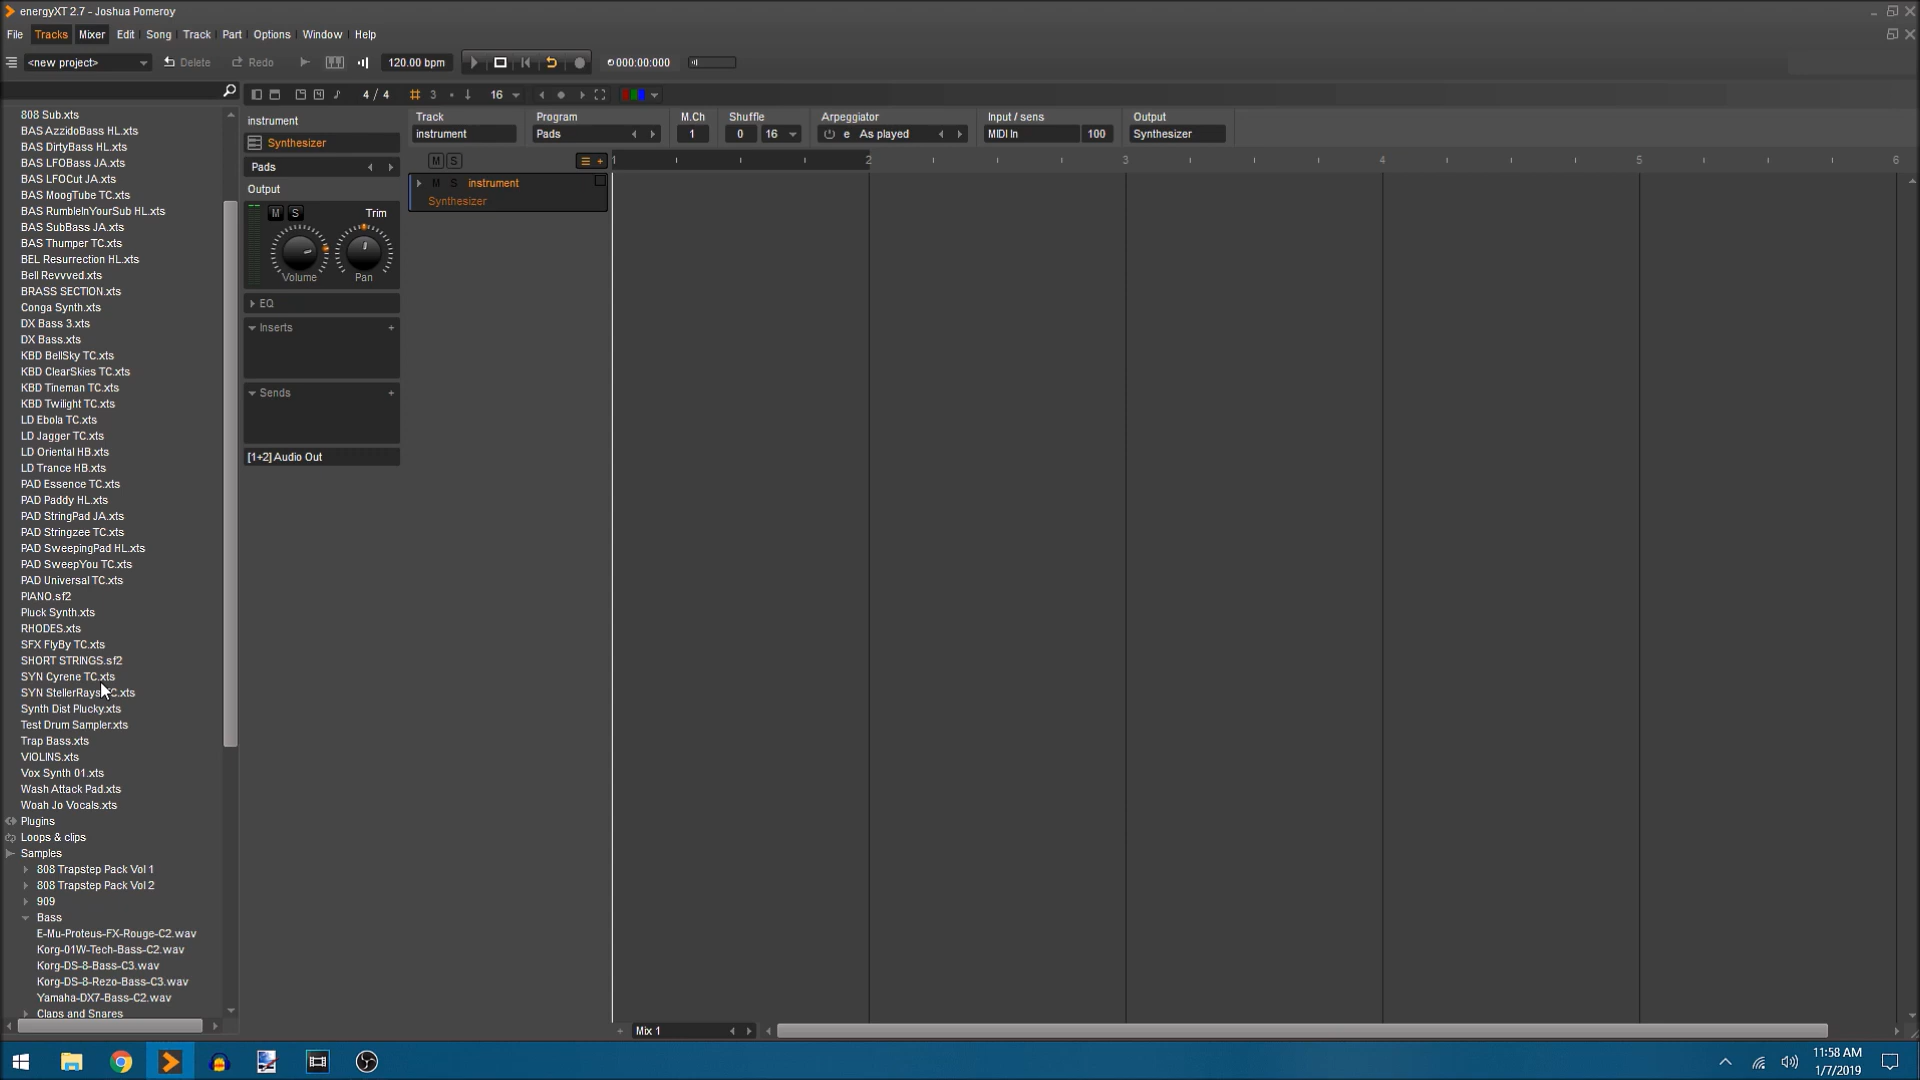 energyXT 2.7 - Joshua Pomeroy
File Tracks Mixer Edit Song Track Part Options Window Help
<new project> Delete Redo 120.00 bpm 000:00:000
4 / 4 3 16
808 Sub.xts
BAS AzzidoBass HL.xts
BAS DirtyBass HL.xts
BAS LFOBass JA.xts
BAS LFOCut JA.xts
BAS MoogTube TC.xts
BAS RumbleInYourSub HL.xts
BAS SubBass JA.xts
BAS Thumper TC.xts
BEL Resurrection HL.xts
Bell Revvved.xts
BRASS SECTION.xts
Conga Synth.xts
DX Bass 3.xts
DX Bass.xts
KBD BellSky TC.xts
KBD ClearSkies TC.xts
KBD Tineman TC.xts
KBD Twilight TC.xts
LD Ebola TC.xts
LD Jagger TC.xts
LD Oriental HB.xts
LD Trance HB.xts
PAD Essence TC.xts
PAD Paddy HL.xts
PAD StringPad JA.xts
PAD Stringzee TC.xts
PAD SweepingPad HL.xts
PAD SweepYou TC.xts
PAD Universal TC.xts
PIANO.sf2
Pluck Synth.xts
RHODES.xts
SFX FlyBy TC.xts
SHORT STRINGS.sf2
SYN Cyrene TC.xts
SYN StellerRays C.xts
Synth Dist Plucky.xts
Test Drum Sampler.xts
Trap Bass.xts
VIOLINS.xts
Vox Synth 01.xts
Wash Attack Pad.xts
Woah Jo Vocals.xts
Plugins
Loops & clips
Samples
808 Trapstep Pack Vol 1
808 Trapstep Pack Vol 2
909
Bass
E-Mu-Proteus-FX-Rouge-C2.wav
Korg-01W-Tech-Bass-C2.wav
Korg-DS-8-Bass-C3.wav
Korg-DS-8-Rezo-Bass-C3.wav
Yamaha-DX7-Bass-C2.wav
Claps and Snares
instrument
Synthesizer
Pads
Output
M S Trim
Volume Pan
EQ
Inserts +
Sends +
[1+2] Audio Out
Track Program M.Ch Shuffle Arpeggiator Input / sens Output
instrument Pads 1 0 16 e As played MIDI In 100 Synthesizer
M S + 1 2 3 4 5 6
M S instrument
Synthesizer
+ Mix 1
11:58 AM
1/7/2019